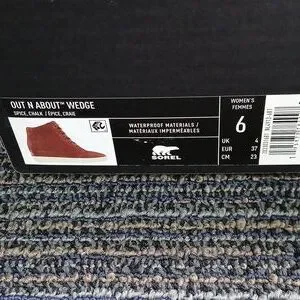 OUT N ABOUT™ WEDGE
SPICE, CHALK / ÉPICE, CRAIE
WATERPROOF MATERIALS /
MATÉRIAUX IMPERMÉABLES
SOREL
WOMEN'S
FEMMES
6
UK 4
EUR 37
CM 23